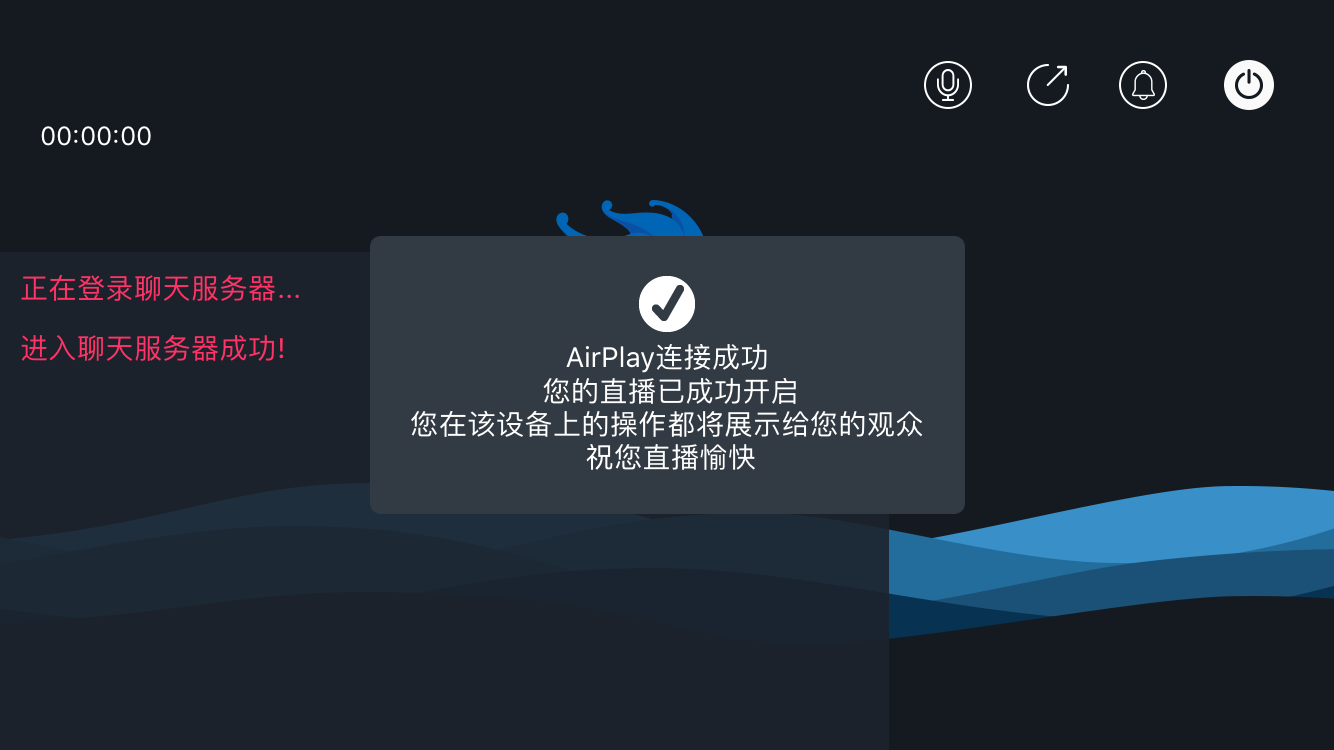 00:00:00
正在登录聊天服务器...
进入聊天服务器成功!
AirPlay连接成功
您的直播已成功开启
您在该设备上的操作都将展示给您的观众
祝您直播愉快